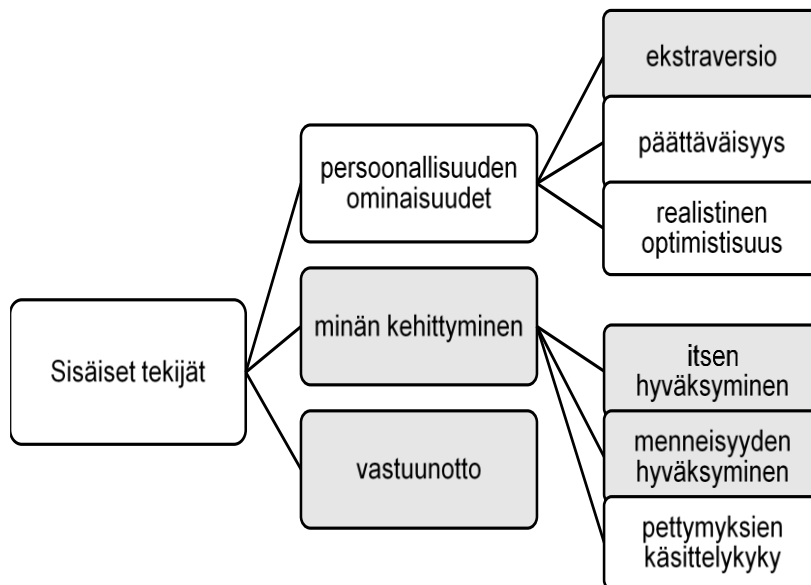 Sisäiset tekijät
persoonallisuuden
ominaisuudet
ekstraversio
päättäväisyys
realistinen
optimistisuus
minän kehittyminen
itsen
hyväksyminen
menneisyyden
hyväksyminen
pettymyksien
käsittelykyky
vastuunotto